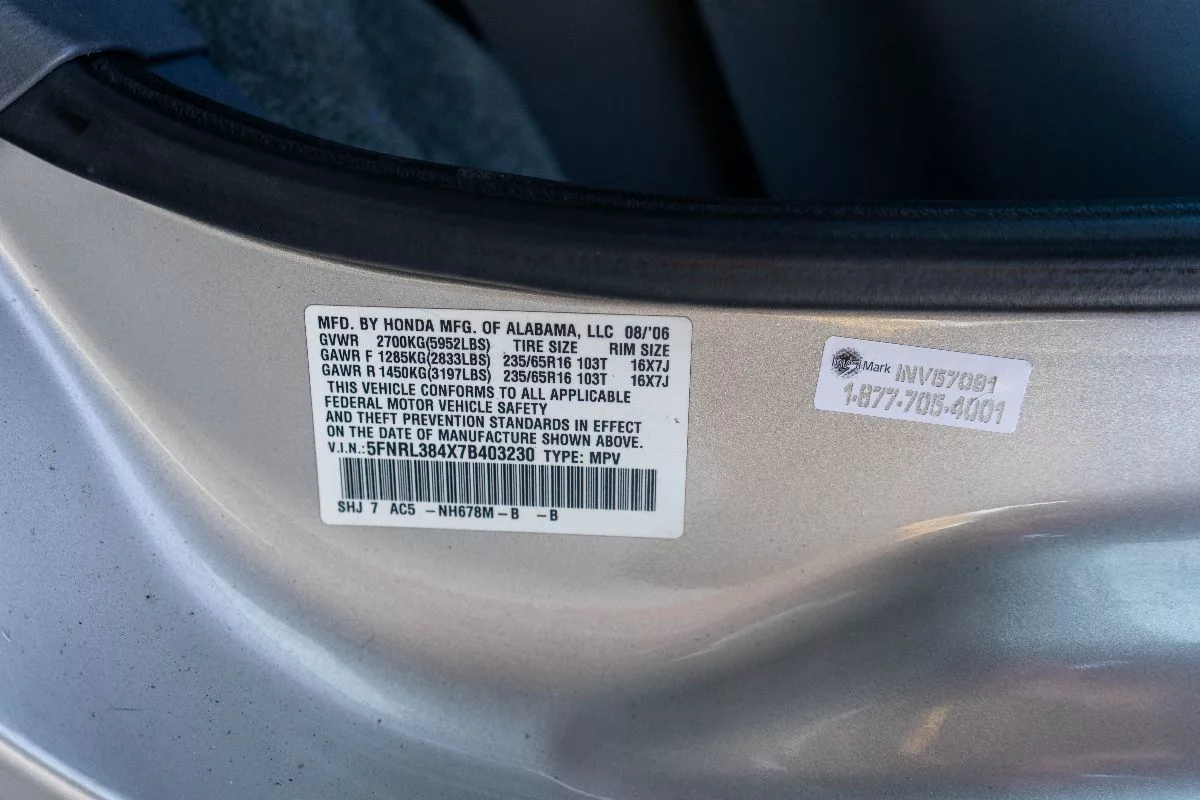 MFD. BY HONDA MFG. OF ALABAMA, LLC 08/'06
GVWR 2700KG(5952LBS) TIRE SIZE RIM SIZE
GAWR F 1285KG(2833LBS) 235/65R16 103T 16X7J
GAWR R 1450KG(3197LBS) 235/65R16 103T 16X7J
THIS VEHICLE CONFORMS TO ALL APPLICABLE
FEDERAL MOTOR VEHICLE SAFETY
AND THEFT PREVENTION STANDARDS IN EFFECT
ON THE DATE OF MANUFACTURE SHOWN ABOVE.
V.I.N.:5FNRL384X7B403230 TYPE: MPV
SHJ 7 AC5 -NH678M-B -B
Mark INV57091
1-877-705-4001